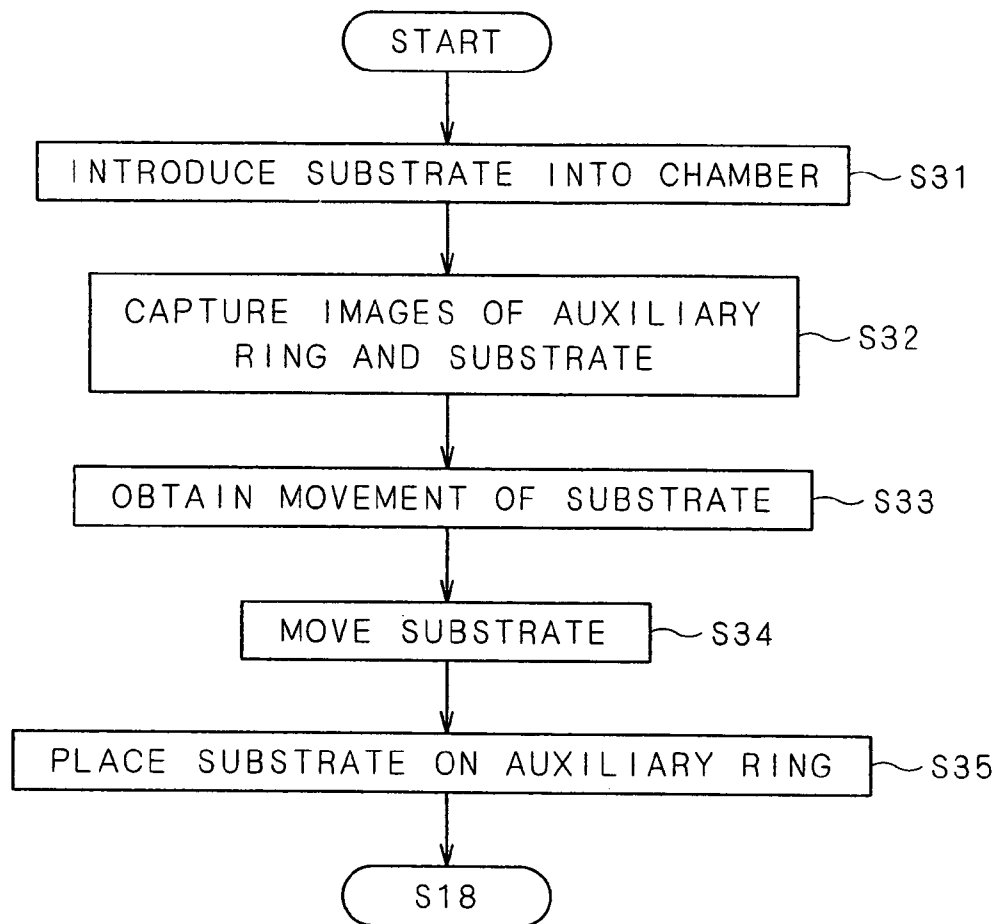 START
INTRODUCE SUBSTRATE INTO CHAMBER
S31
CAPTURE IMAGES OF AUXILIARY
RING AND SUBSTRATE
S32
OBTAIN MOVEMENT OF SUBSTRATE
S33
MOVE SUBSTRATE
S34
PLACE SUBSTRATE ON AUXILIARY RING
S35
S18